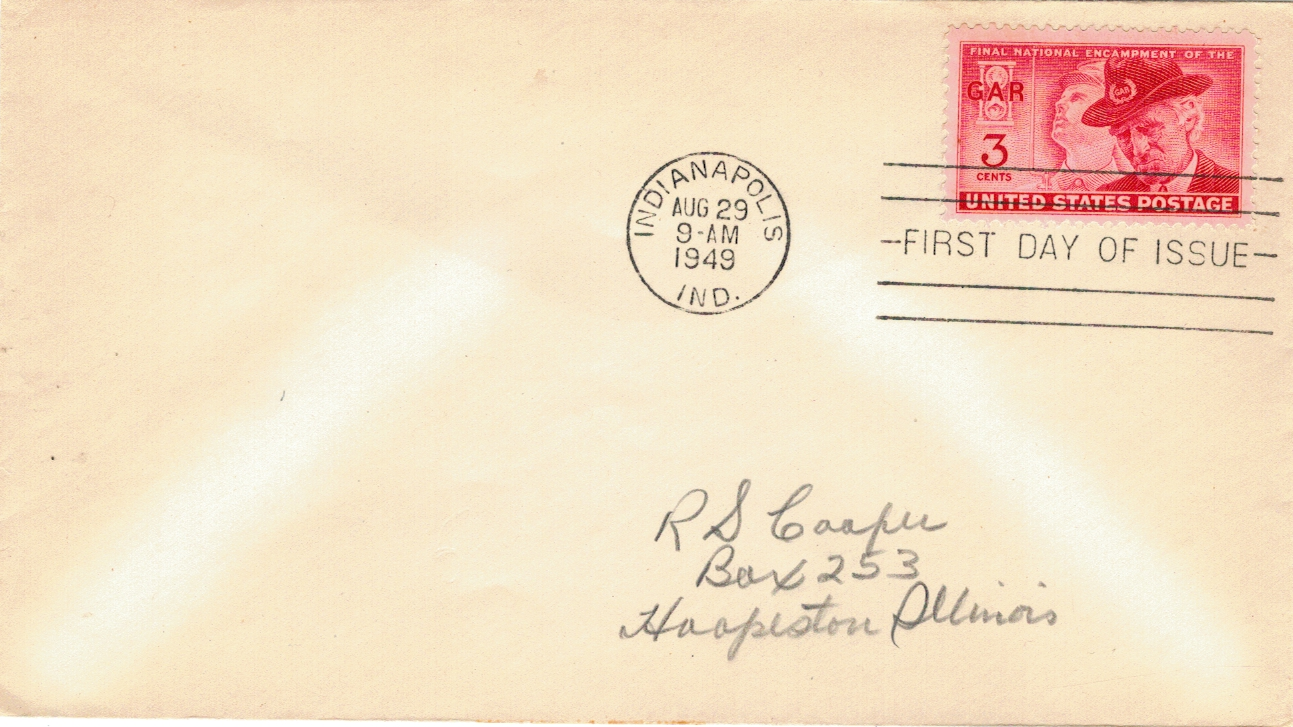 FINAL NATIONAL ENCAMPMENT OF THE
GAR
GAR
3
CENTS
UNITED STATES POSTAGE
INDIANAPOLIS
AUG 29
9-AM
1949
IND.
-FIRST DAY OF ISSUE-
R S Cooper
Box 253
Hoopeston Illinois